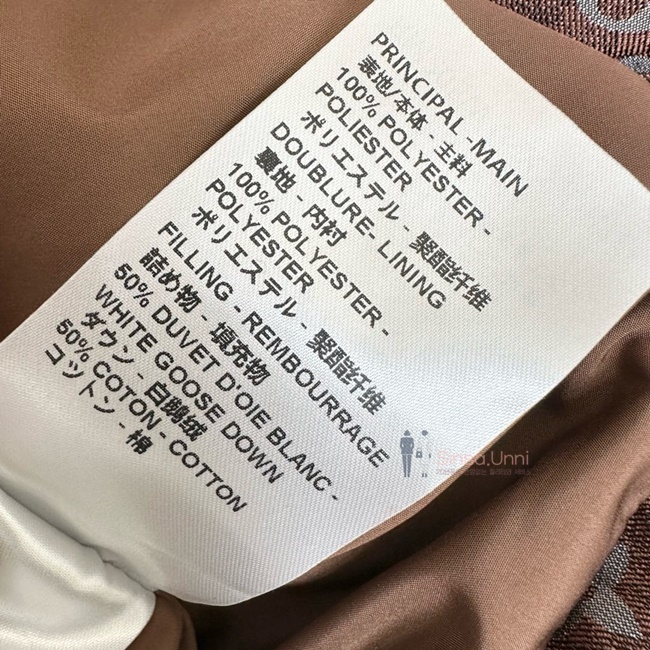 PRINCIPAL -MAIN
表地/本体 - 主料
100% POLYESTER -
POLIESTER
ポリエステル - 聚酯纤维
DOUBLURE- LINING
裏地 - 内衬
100% POLYESTER -
POLYESTER
ポリエステル - 聚酯纤维
FILLING - REMBOURRAGE
詰め物 - 填充物
50% DUVET D'OIE BLANC -
WHITE GOOSE DOWN
ダウン - 白鹅绒
50% COTON - COTTON
コットン - 棉